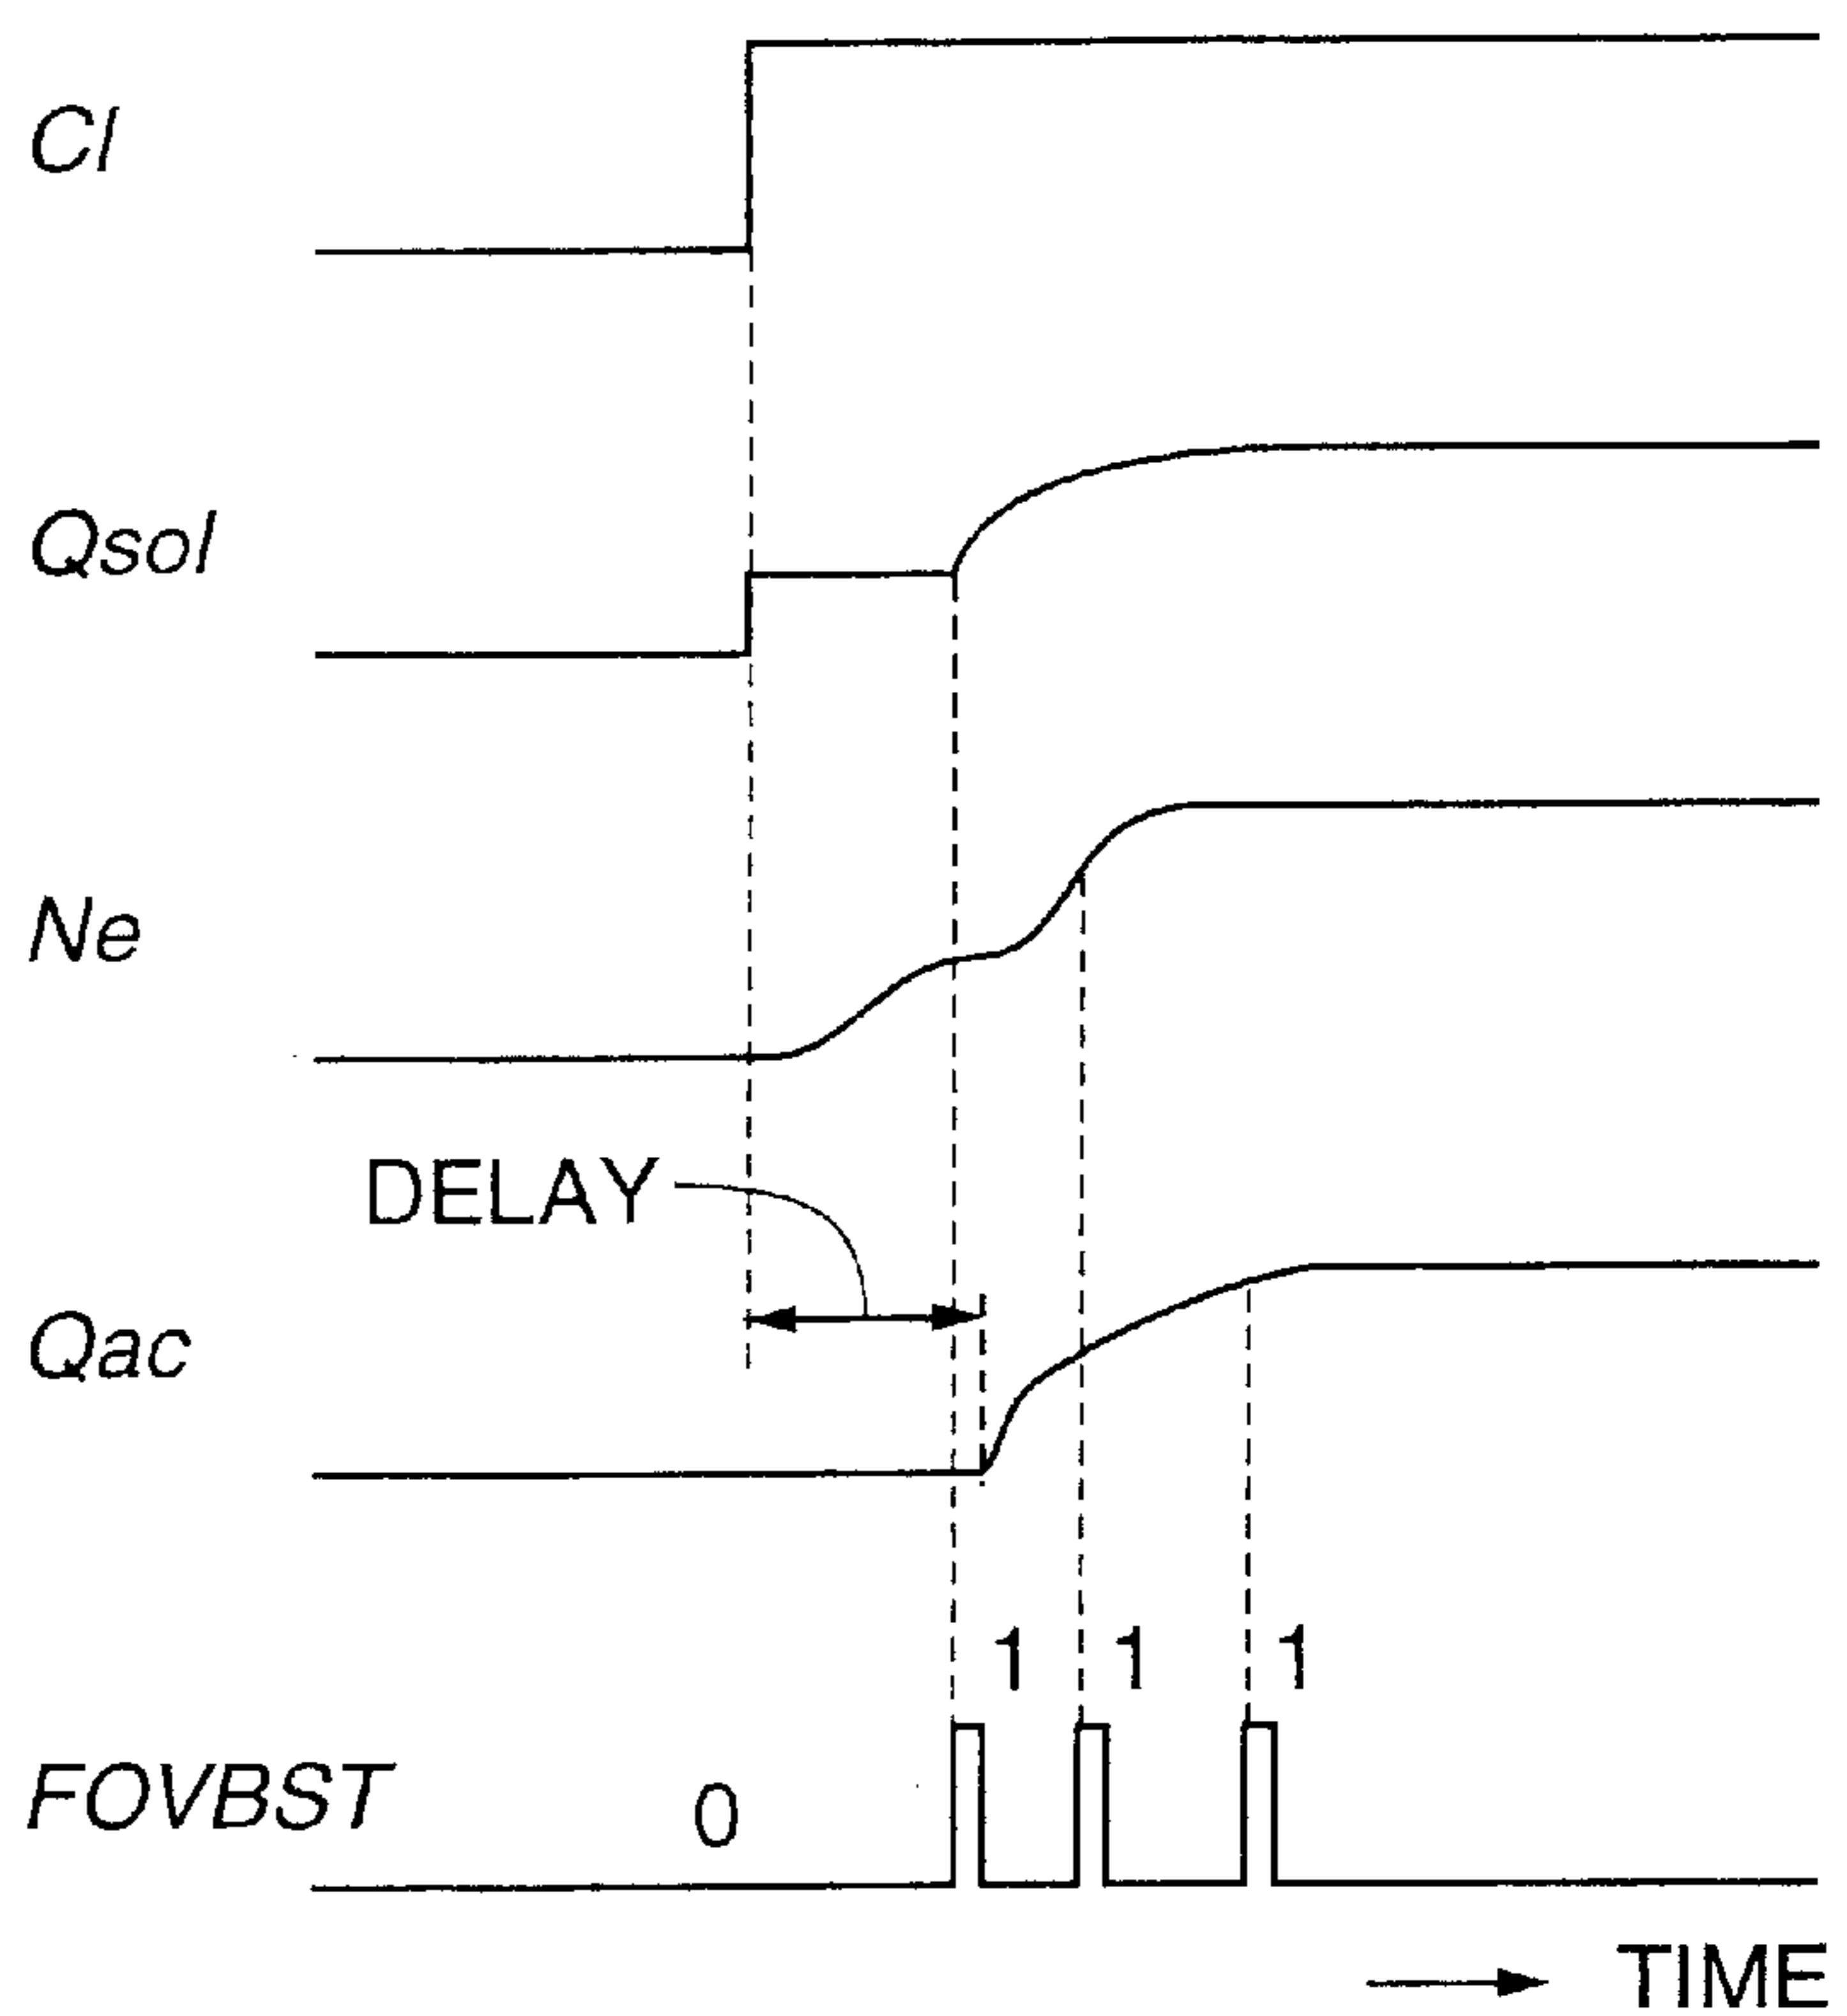 Cl
Qsol
Ne
DELAY
Qac
1 1 1
FOVBST 0
TIME